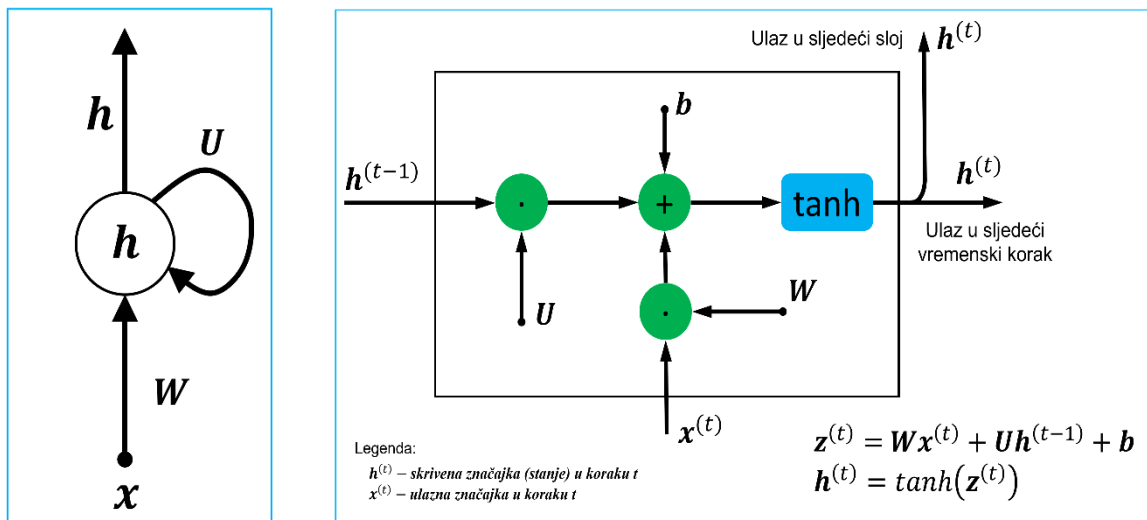 h
U
h
W
x
Ulaz u sljedeći sloj
h^(t)
b
h^(t-1)
·
+
tanh
h^(t)
Ulaz u sljedeći
vremenski korak
U
·
W
x^(t)
Legenda:
h^(t) – skrivena značajka (stanje) u koraku t
x^(t) – ulazna značajka u koraku t
z^(t) = Wx^(t) + Uh^(t-1) + b
h^(t) = tanh(z^(t))